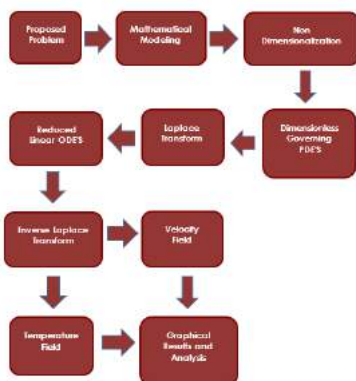 Proposed
Problem
Mathematical
Modeling
Non
Dimensionalization
Dimensionless
Governing
PDE'S
Laplace
Transform
Reduced
Linear ODE'S
Inverse Laplace
Transform
Velocity
Field
Temperature
Field
Graphical
Results and
Analysis